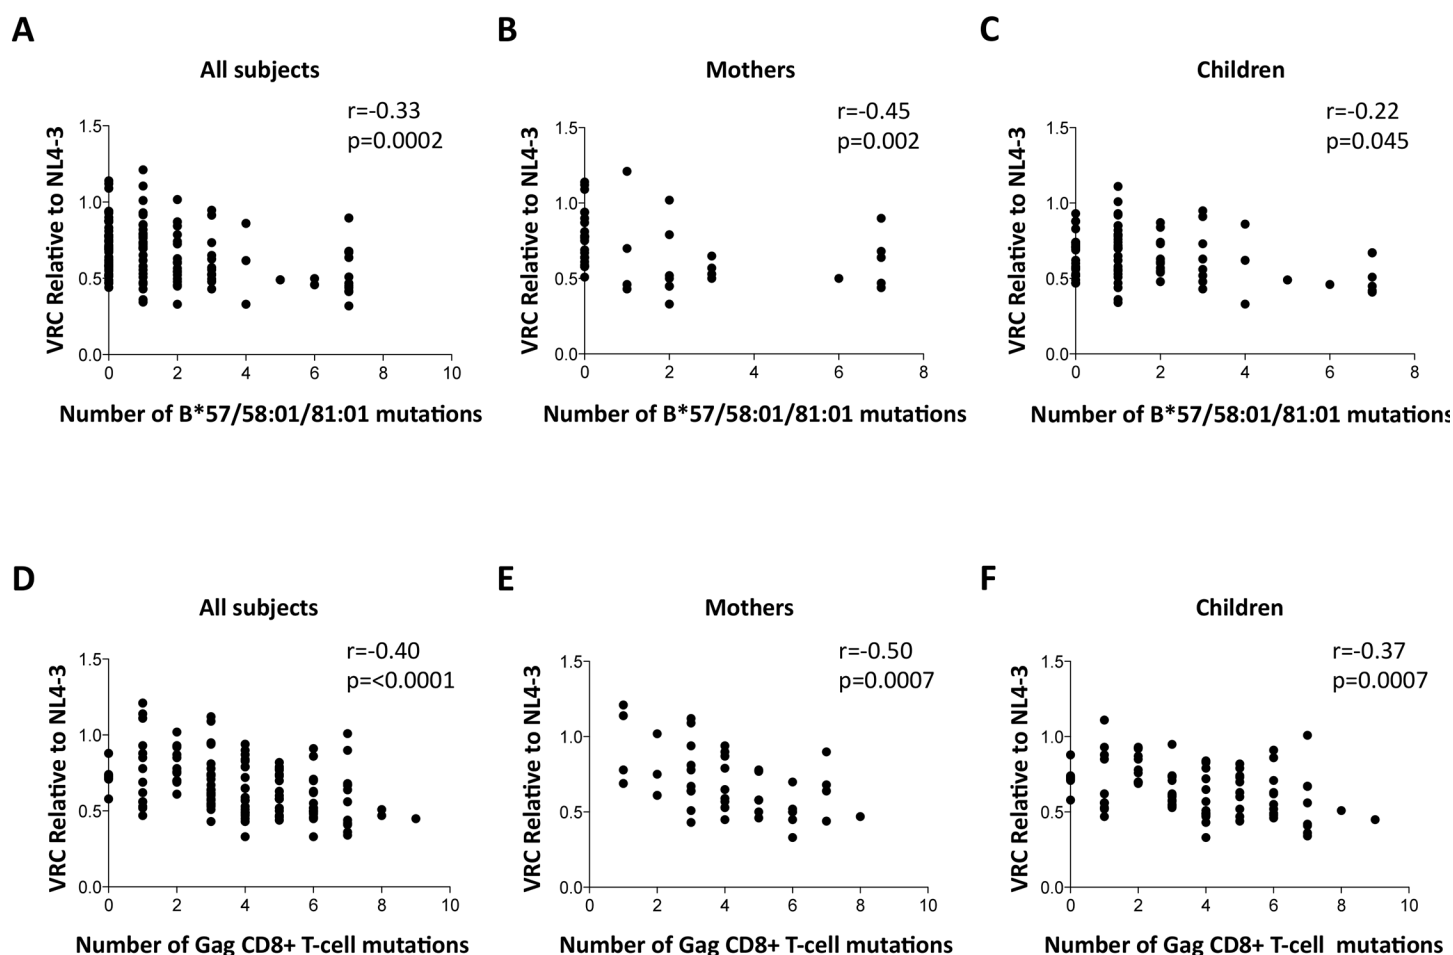 A
All subjects
r=-0.33
p=0.0002
VRC Relative to NL4-3
1.5
1.0
0.5
0.0
0 2 4 6 8 10
Number of B*57/58:01/81:01 mutations
B
Mothers
r=-0.45
p=0.002
VRC Relative to NL4-3
1.5
1.0
0.5
0.0
0 2 4 6 8
Number of B*57/58:01/81:01 mutations
C
Children
r=-0.22
p=0.045
VRC Relative to NL4-3
1.5
1.0
0.5
0.0
0 2 4 6 8
Number of B*57/58:01/81:01 mutations
D
All subjects
r=-0.40
p=<0.0001
VRC Relative to NL4-3
1.5
1.0
0.5
0.0
0 2 4 6 8 10
Number of Gag CD8+ T-cell mutations
E
Mothers
r=-0.50
p=0.0007
VRC Relative to NL4-3
1.5
1.0
0.5
0.0
0 2 4 6 8 10
Number of Gag CD8+ T-cell mutations
F
Children
r=-0.37
p=0.0007
VRC Relative to NL4-3
1.5
1.0
0.5
0.0
0 2 4 6 8 10
Number of Gag CD8+ T-cell mutations